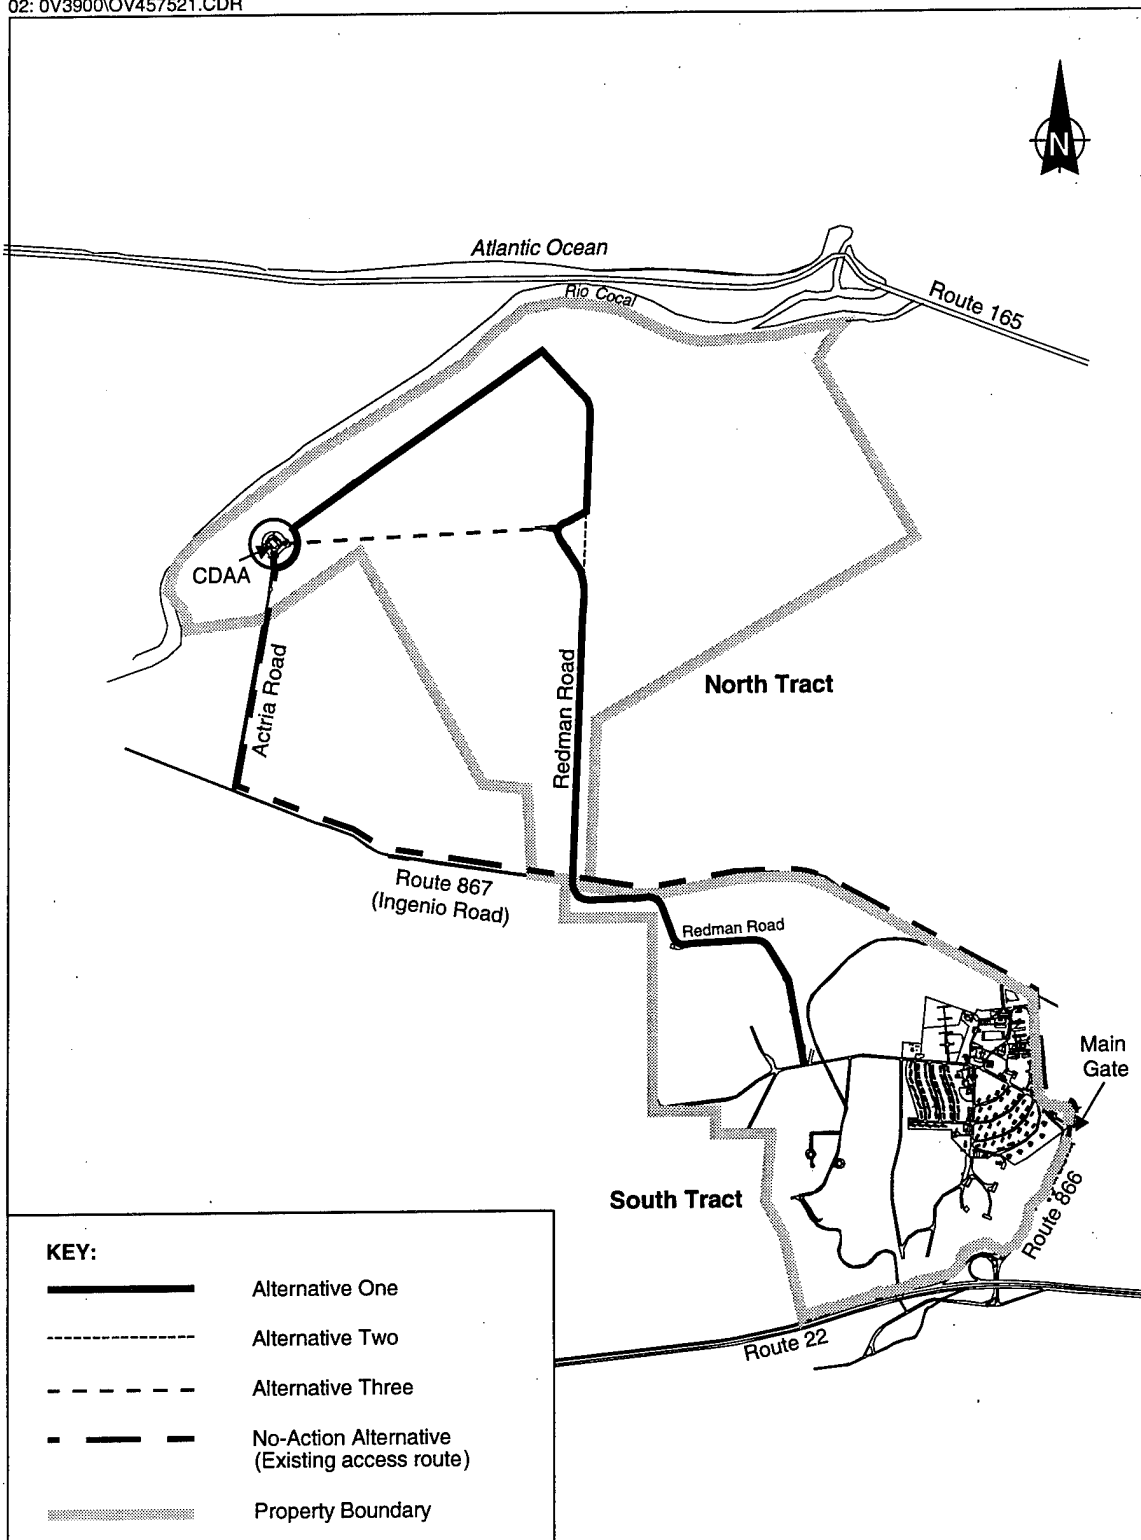 02: 0V3900\OV457521.CDR
N
Atlantic Ocean
Rio Cocal
Route 165
CDAA
Actria Road
Redman Road
North Tract
Route 867
(Ingenio Road)
Redman Road
Main
Gate
South Tract
Route 866
Route 22
KEY:
Alternative One
Alternative Two
Alternative Three
No-Action Alternative
(Existing access route)
Property Boundary